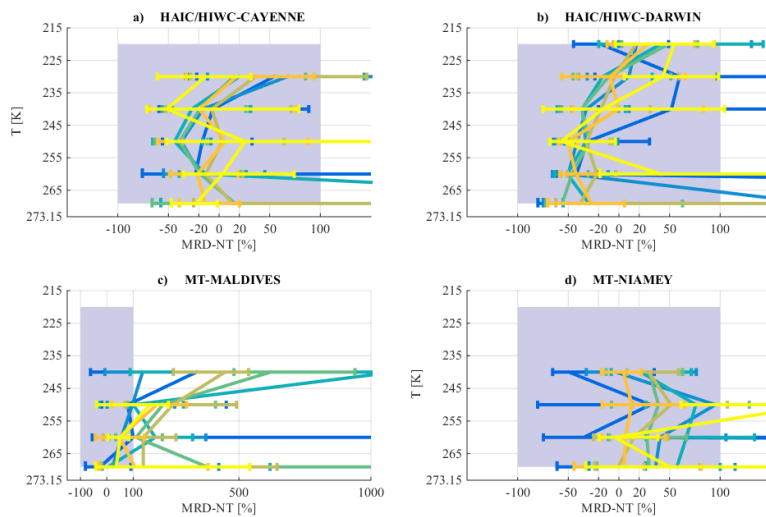 a) HAIC/HIWC-CAYENNE
215
225
235
245
255
265
273.15
T [K]
-100 -50 -20 0 20 50 100
MRD-NT [%]
b) HAIC/HIWC-DARWIN
215
225
235
245
255
265
273.15
-100 -50 -20 0 20 50 100
MRD-NT [%]
c) MT-MALDIVES
215
225
235
245
255
265
273.15
-100 0 100 500 1000
MRD-NT [%]
d) MT-NIAMEY
215
225
235
245
255
265
273.15
T [K]
-100 -50 -20 0 20 50 100
MRD-NT [%]